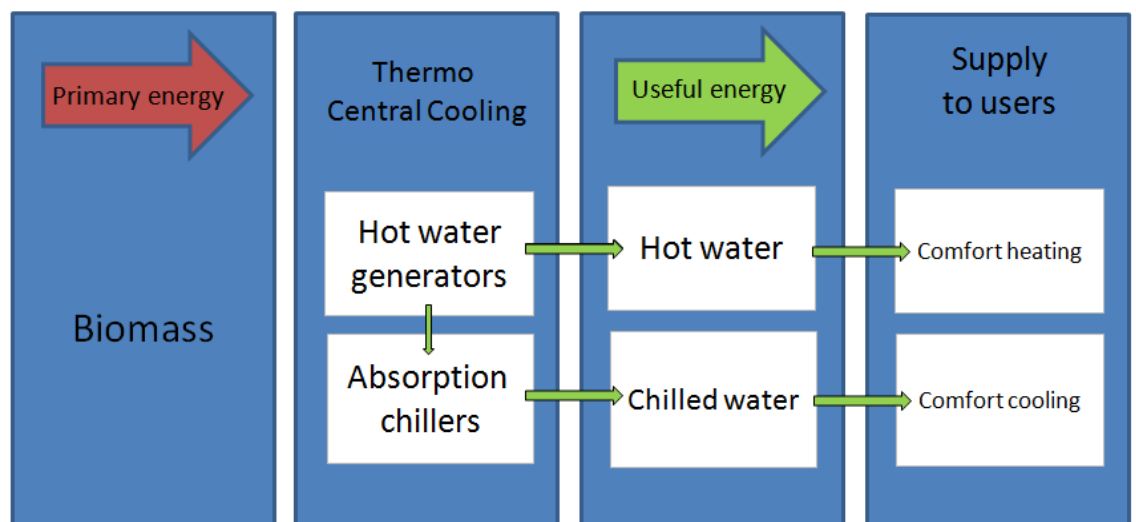 Primary energy
Biomass
Thermo
Central Cooling
Hot water
generators
Absorption
chillers
Useful energy
Hot water
Chilled water
Supply
to users
Comfort heating
Comfort cooling